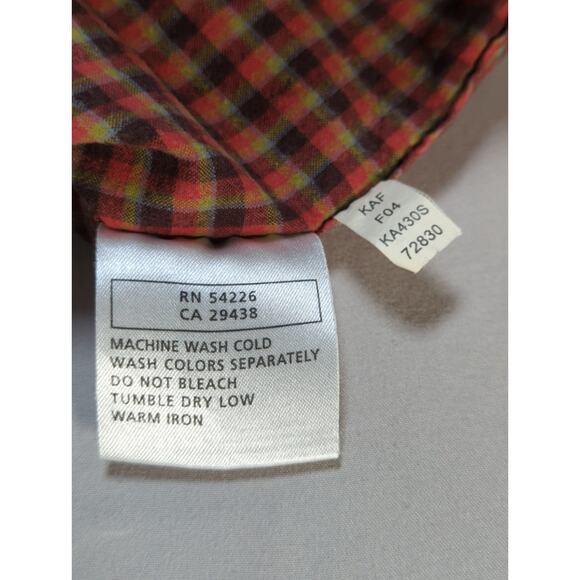 RN 54226
CA 29438
MACHINE WASH COLD
WASH COLORS SEPARATELY
DO NOT BLEACH
TUMBLE DRY LOW
WARM IRON
KAF
F04
KA430S
72830